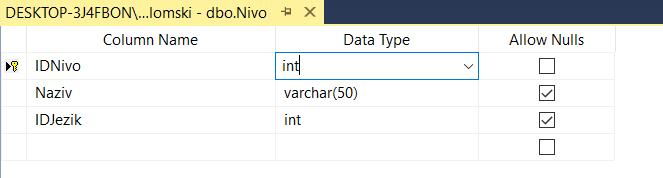 DESKTOP-3J4FBON\...lomski - dbo.Nivo
Column Name Data Type Allow Nulls
IDNivo int
Naziv varchar(50)
IDJezik int